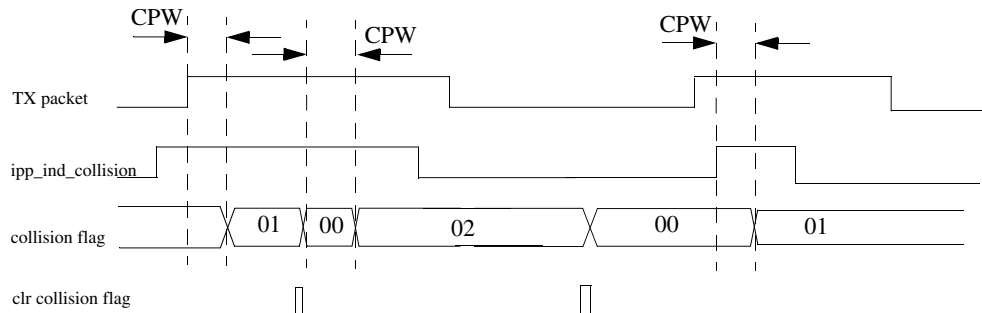 CPW
CPW
CPW
TX packet
ipp_ind_collision
collision flag
01
00
02
00
01
clr collision flag